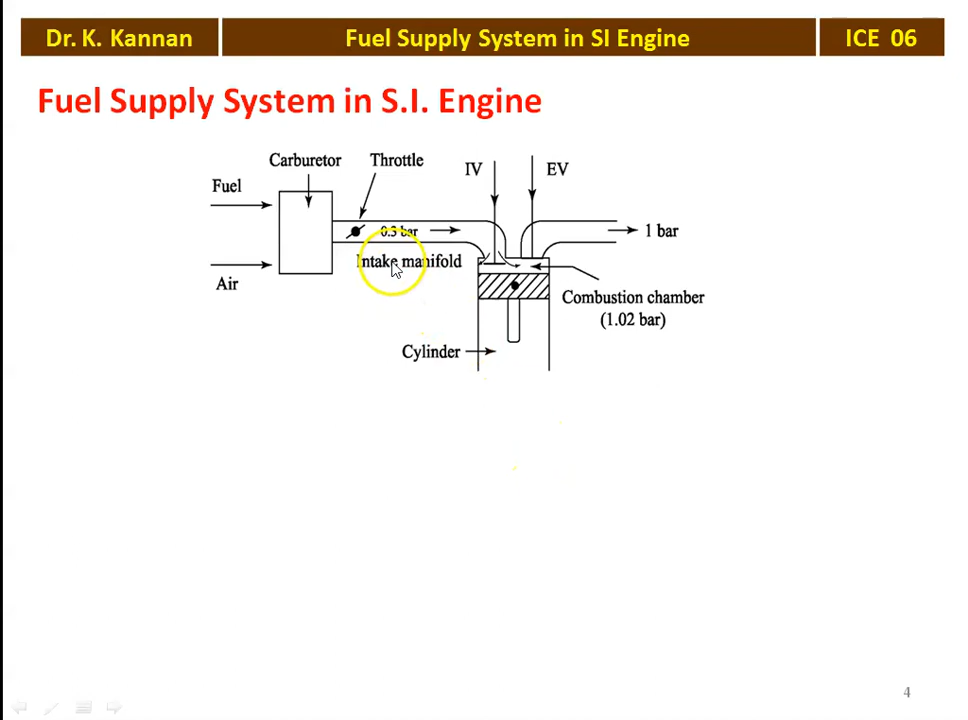 Dr. K. Kannan
Fuel Supply System in SI Engine
ICE 06
Fuel Supply System in S.I. Engine
Carburetor
Throttle
IV
EV
Fuel
0.3 bar
1 bar
Intake manifold
Air
Combustion chamber
(1.02 bar)
Cylinder
4